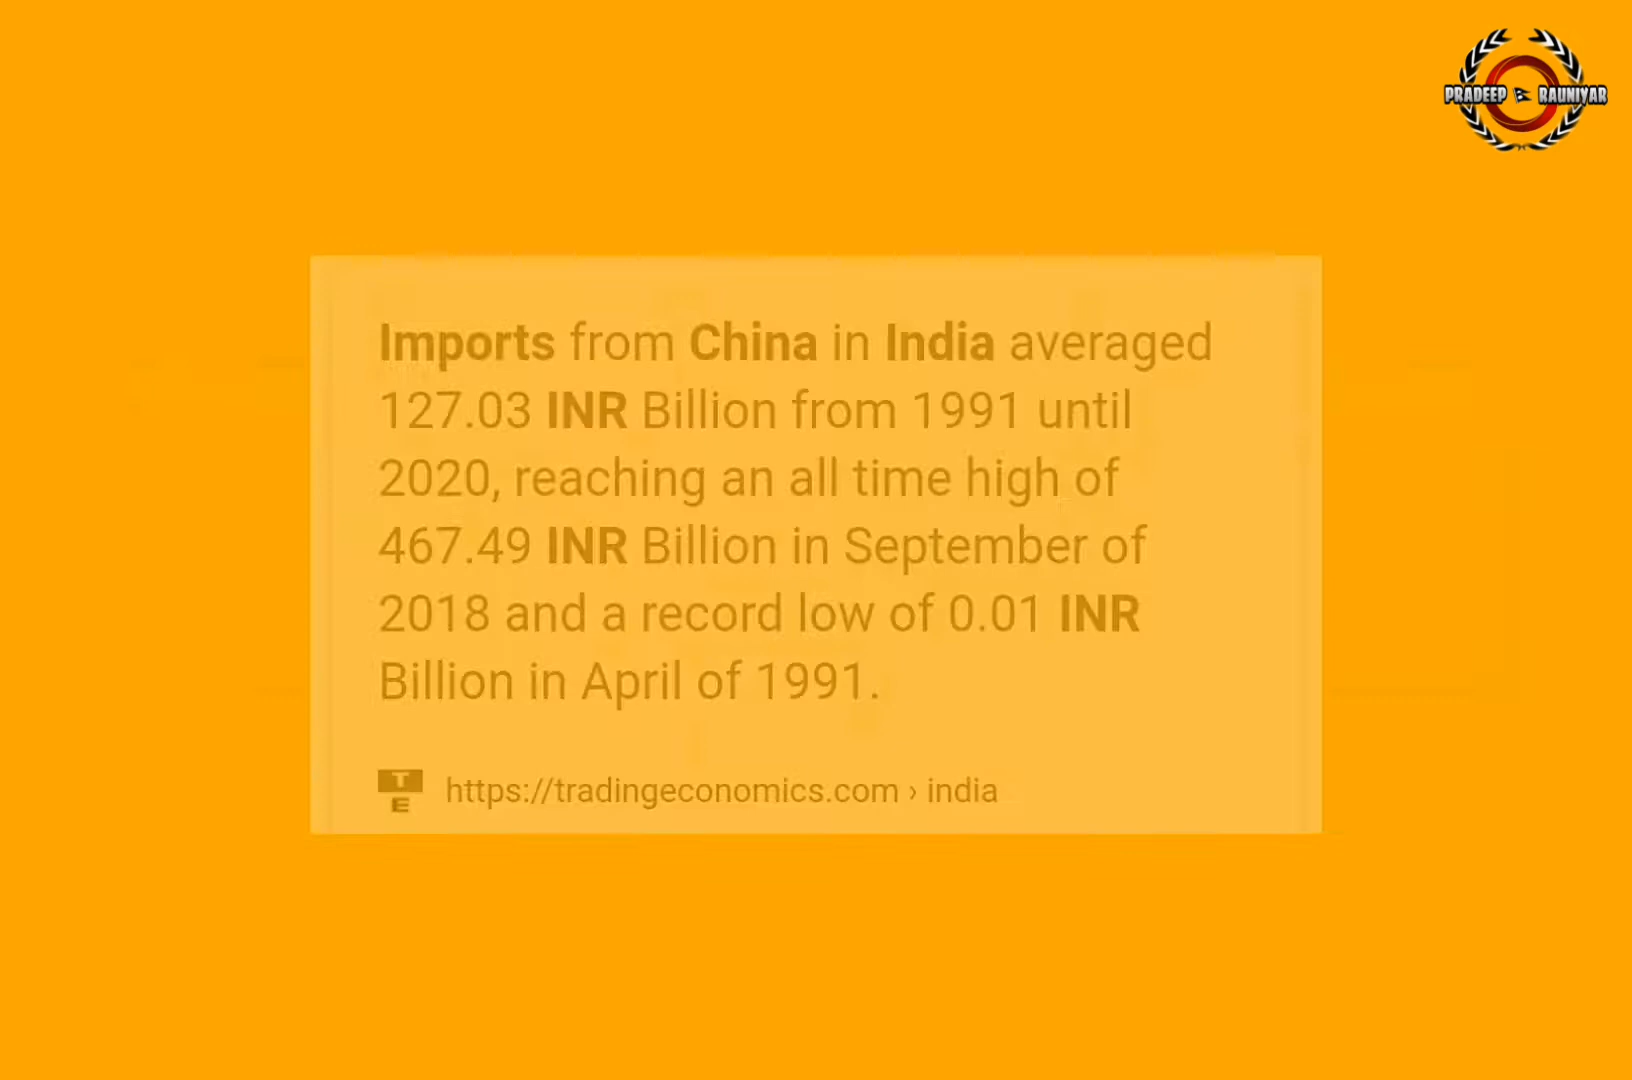 PRADEEP RAUNIYAR
Imports from China in India averaged
127.03 INR Billion from 1991 until
2020, reaching an all time high of
467.49 INR Billion in September of
2018 and a record low of 0.01 INR
Billion in April of 1991.
TE
https://tradingeconomics.com › india